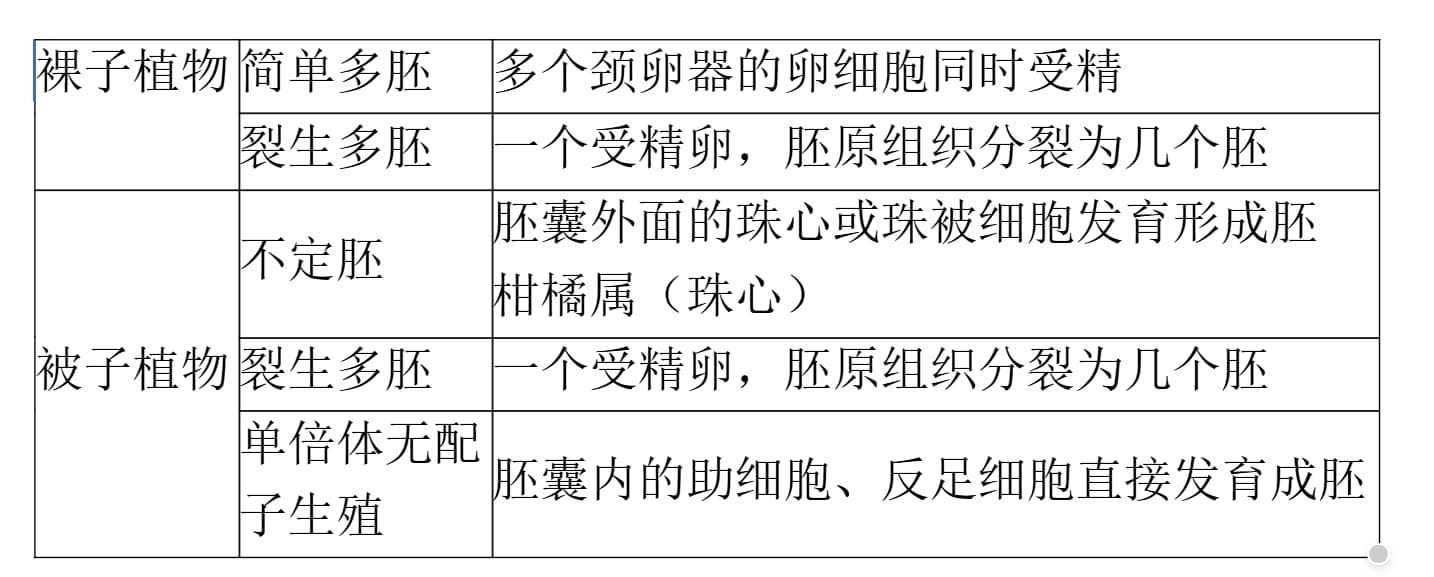 裸子植物 简单多胚 多个颈卵器的卵细胞同时受精
裂生多胚 一个受精卵，胚原组织分裂为几个胚
被子植物
不定胚
胚囊外面的珠心或珠被细胞发育形成胚
柑橘属（珠心）
裂生多胚 一个受精卵，胚原组织分裂为几个胚
单倍体无配
子生殖
胚囊内的助细胞、反足细胞直接发育成胚